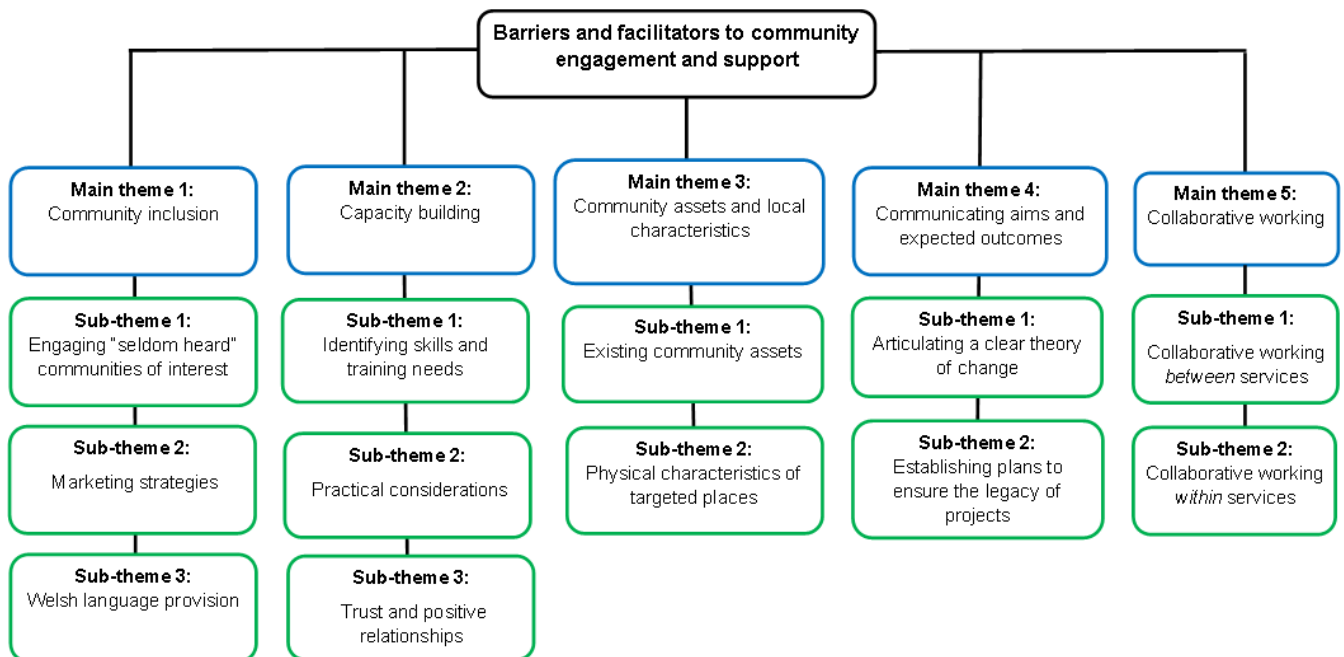 Barriers and facilitators to community
engagement and support
Main theme 1:
Community inclusion
Sub-theme 1:
Engaging "seldom heard"
communities of interest
Sub-theme 2:
Marketing strategies
Sub-theme 3:
Welsh language provision
Main theme 2:
Capacity building
Sub-theme 1:
Identifying skills and
training needs
Sub-theme 2:
Practical considerations
Sub-theme 3:
Trust and positive
relationships
Main theme 3:
Community assets and local
characteristics
Sub-theme 1:
Existing community assets
Sub-theme 2:
Physical characteristics of
targeted places
Main theme 4:
Communicating aims and
expected outcomes
Sub-theme 1:
Articulating a clear theory
of change
Sub-theme 2:
Establishing plans to
ensure the legacy of
projects
Main theme 5:
Collaborative working
Sub-theme 1:
Collaborative working
between services
Sub-theme 2:
Collaborative working
within services